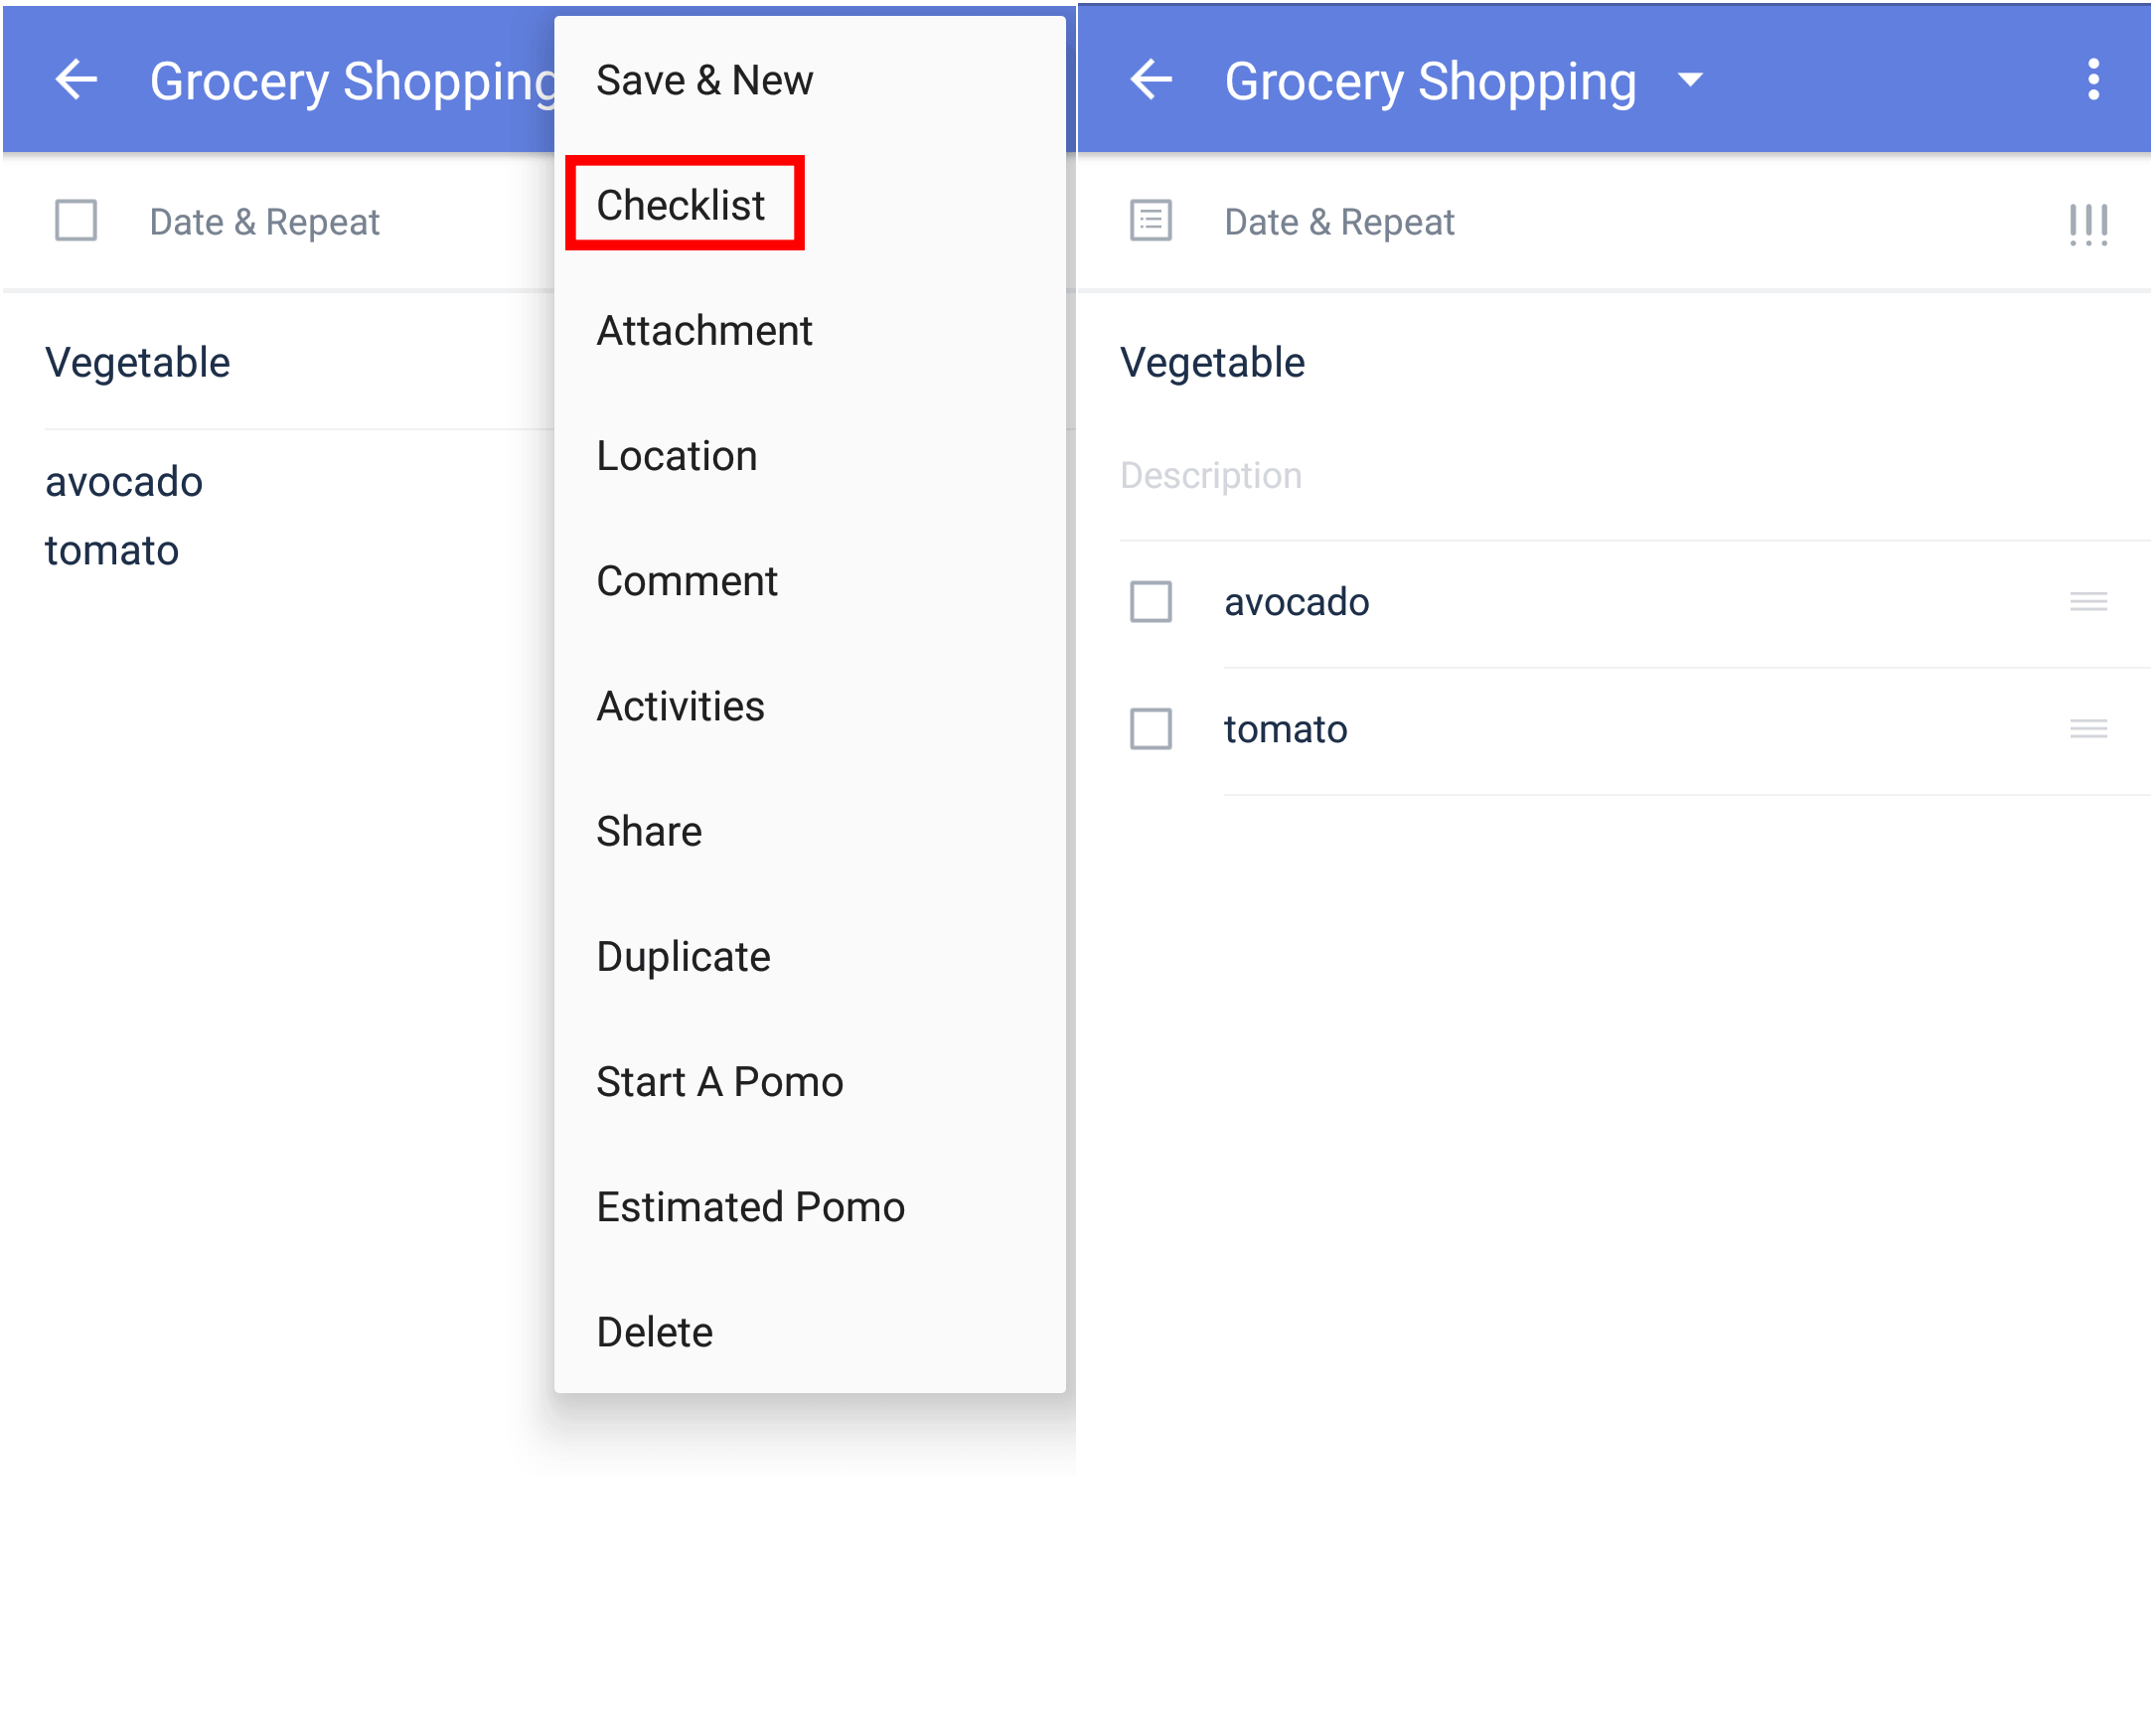 Grocery Shopping
Date & Repeat
Vegetable
avocado
tomato
Save & New
Checklist
Attachment
Location
Comment
Activities
Share
Duplicate
Start A Pomo
Estimated Pomo
Delete
Grocery Shopping
Date & Repeat
Vegetable
Description
avocado
tomato